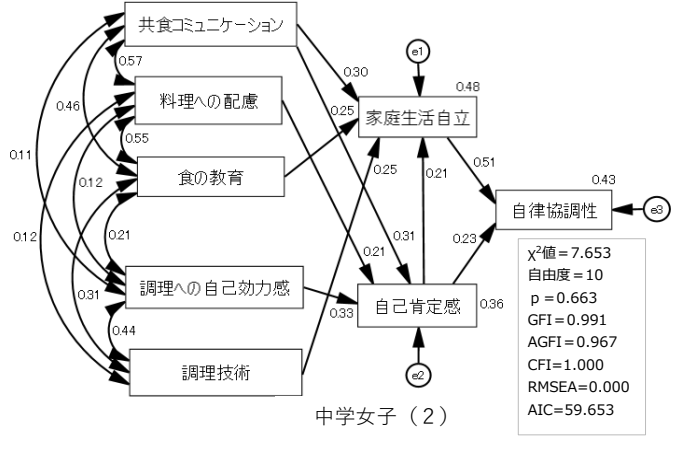 共食コミュニケーション
e1
0.57
0.30
0.48
料理への配慮
0.46
0.25
家庭生活自立
0.55
0.11
食の教育
0.12
0.25
0.21
0.51
0.43
自律協調性
e3
0.12
0.21
0.21
0.31
0.23
調理への自己効力感
0.31
0.33
自己肯定感
0.36
0.44
調理技術
e2
中学女子（２）
χ²値＝7.653
自由度＝10
p＝0.663
GFI＝0.991
AGFI＝0.967
CFI＝1.000
RMSEA=0.000
AIC=59.653